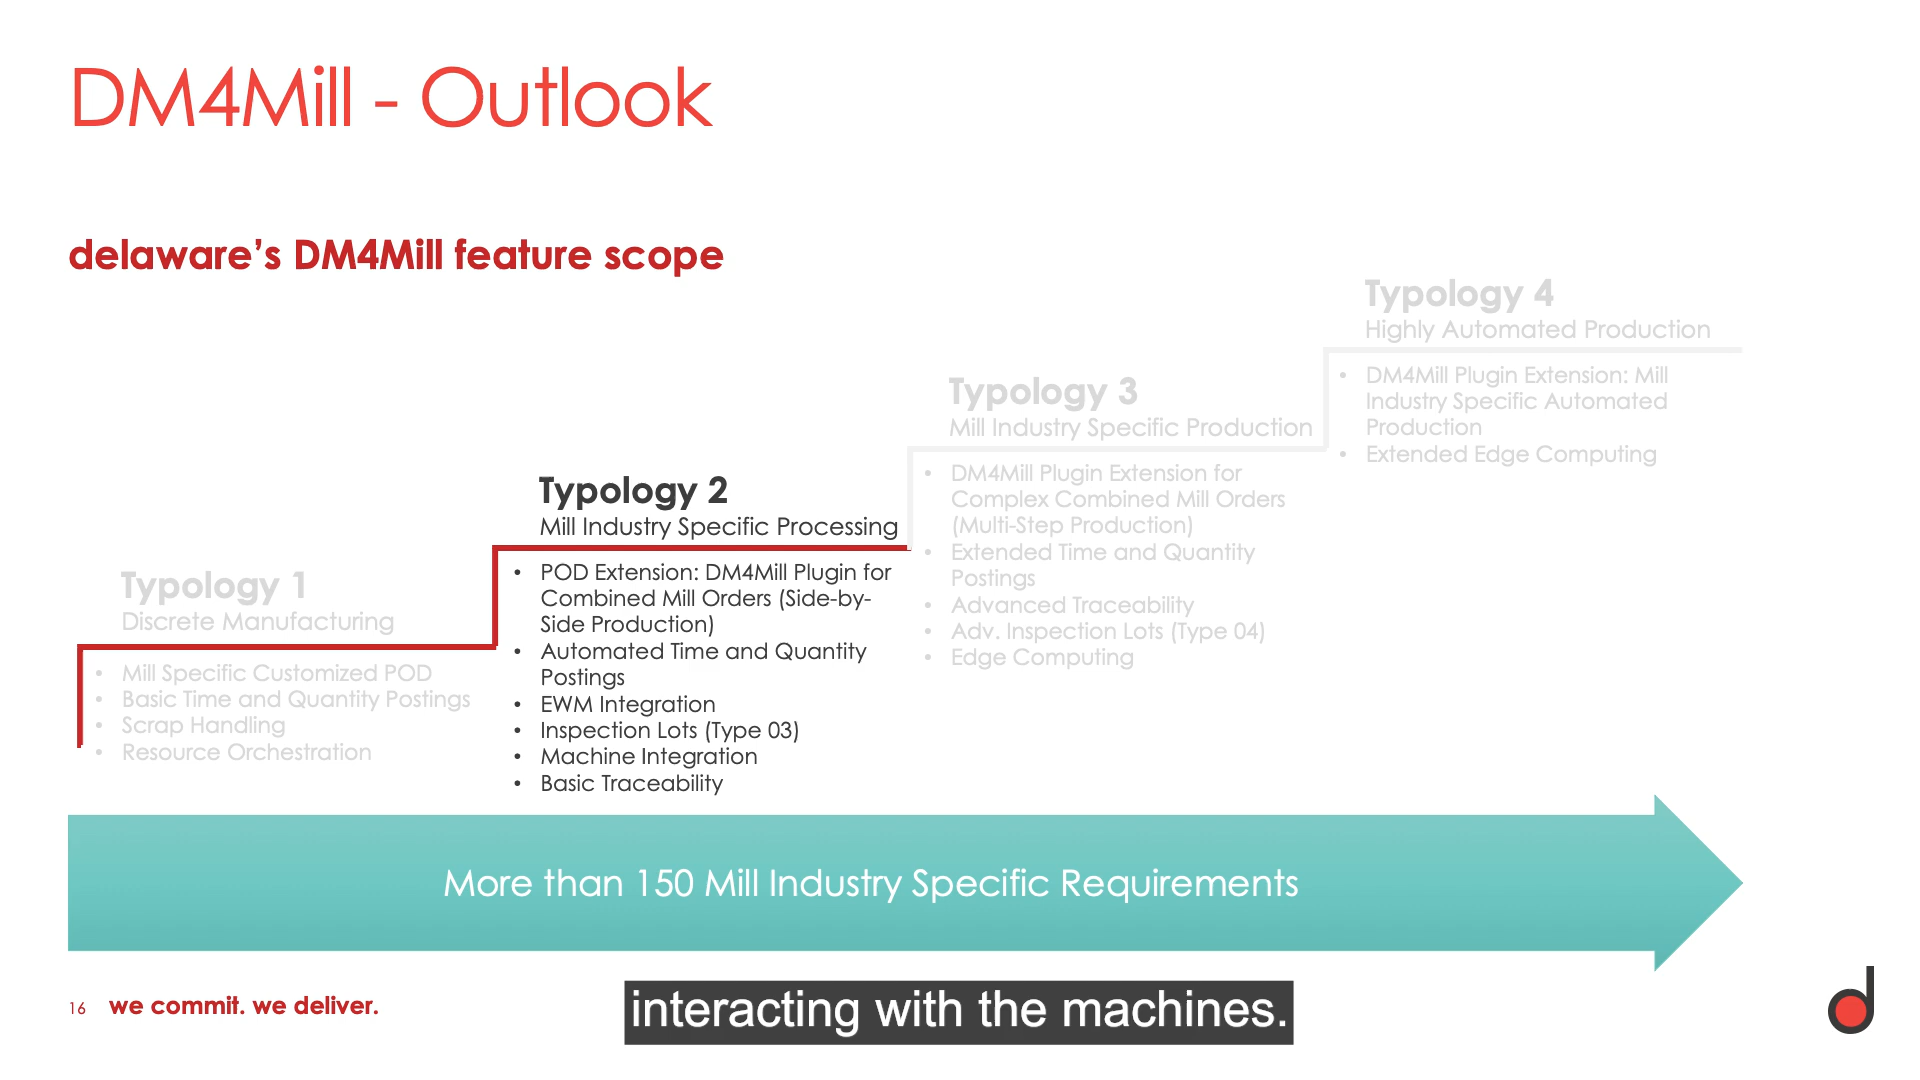 DM4Mill - Outlook
delaware's DM4Mill feature scope
Typology 1
Discrete Manufacturing
• Mill Specific Customized POD
• Basic Time and Quantity Postings
• Scrap Handling
• Resource Orchestration
Typology 2
Mill Industry Specific Processing
• POD Extension: DM4Mill Plugin for
Combined Mill Orders (Side-by-
Side Production)
• Automated Time and Quantity
Postings
• EWM Integration
• Inspection Lots (Type 03)
• Machine Integration
• Basic Traceability
Typology 3
Mill Industry Specific Production
• DM4Mill Plugin Extension for
Complex Combined Mill Orders
(Multi-Step Production)
• Extended Time and Quantity
Postings
• Advanced Traceability
• Adv. Inspection Lots (Type 04)
• Edge Computing
Typology 4
Highly Automated Production
• DM4Mill Plugin Extension: Mill
Industry Specific Automated
Production
• Extended Edge Computing
More than 150 Mill Industry Specific Requirements
16 we commit. we deliver.
interacting with the machines.
d